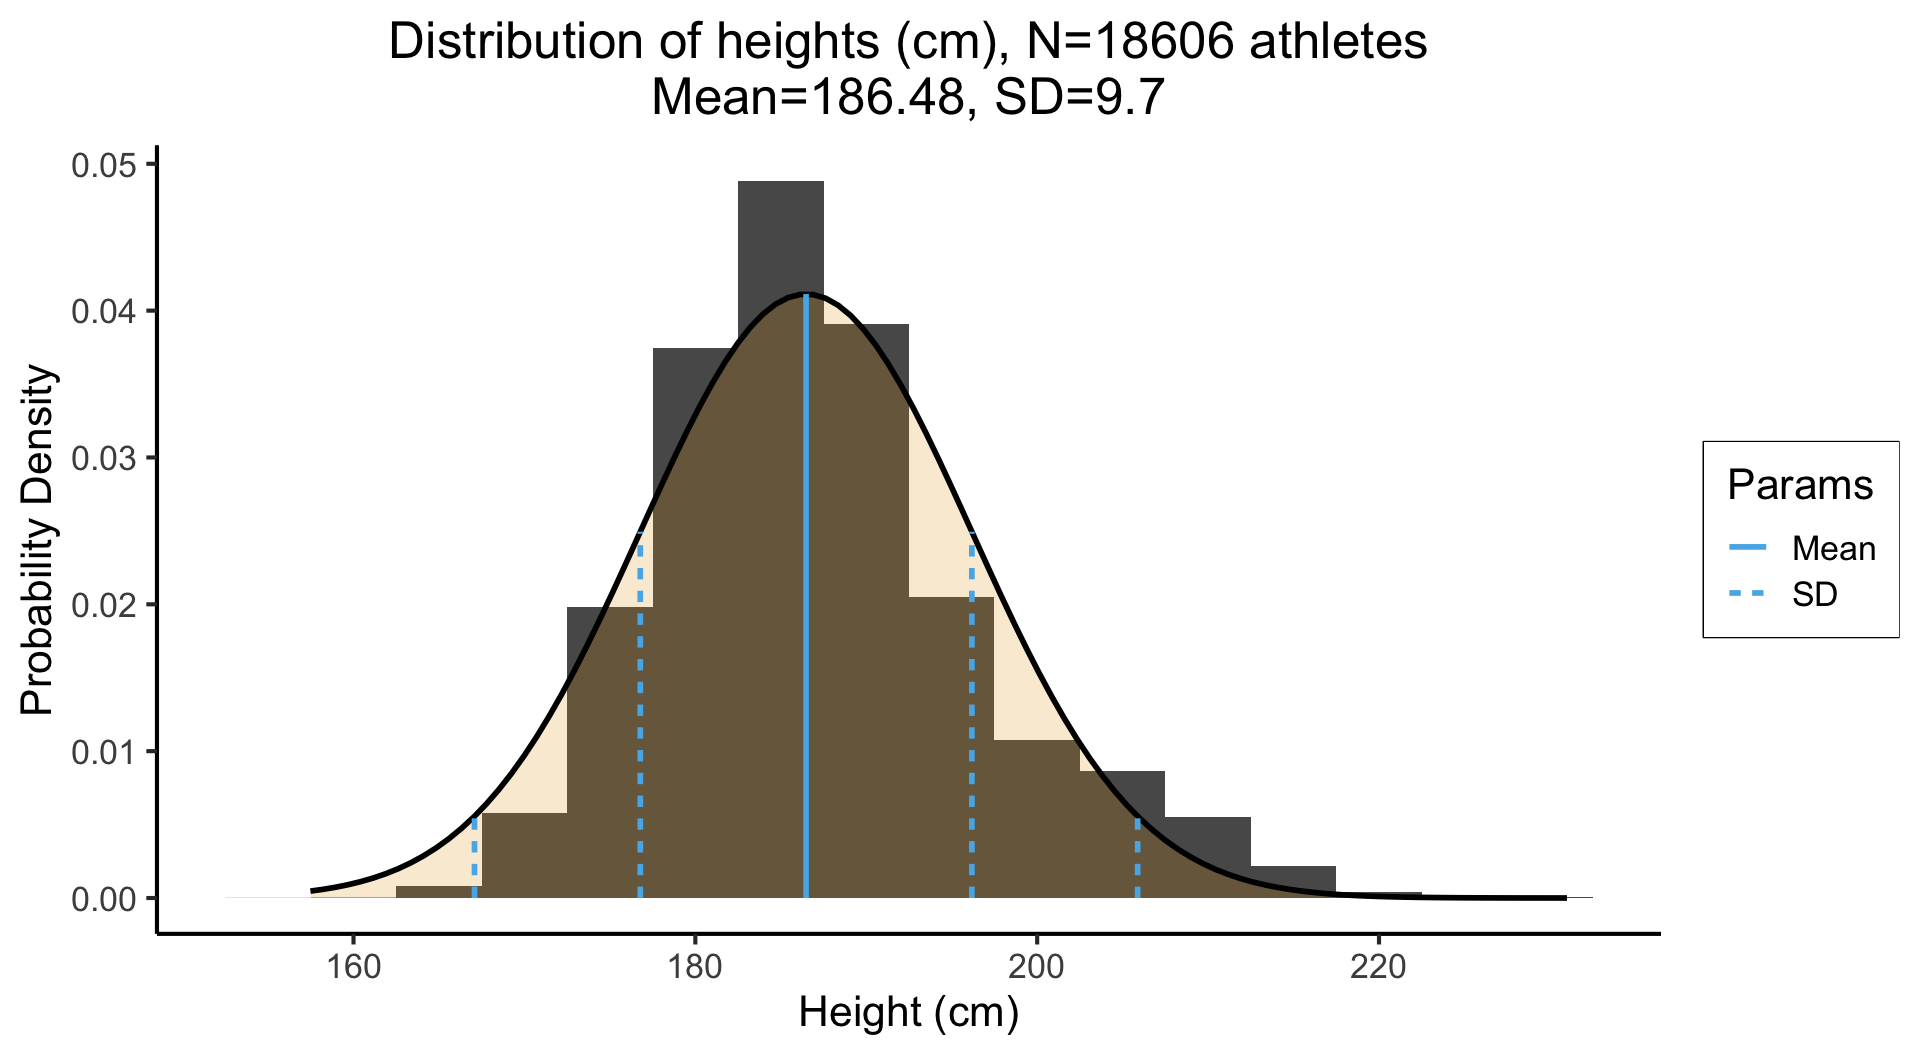 Distribution of heights (cm), N=18606 athletes
Mean=186.48, SD=9.7
0.05
0.04
0.03
0.02
0.01
0.00
Probability Density
160 180 200 220
Height (cm)
Params
Mean
SD